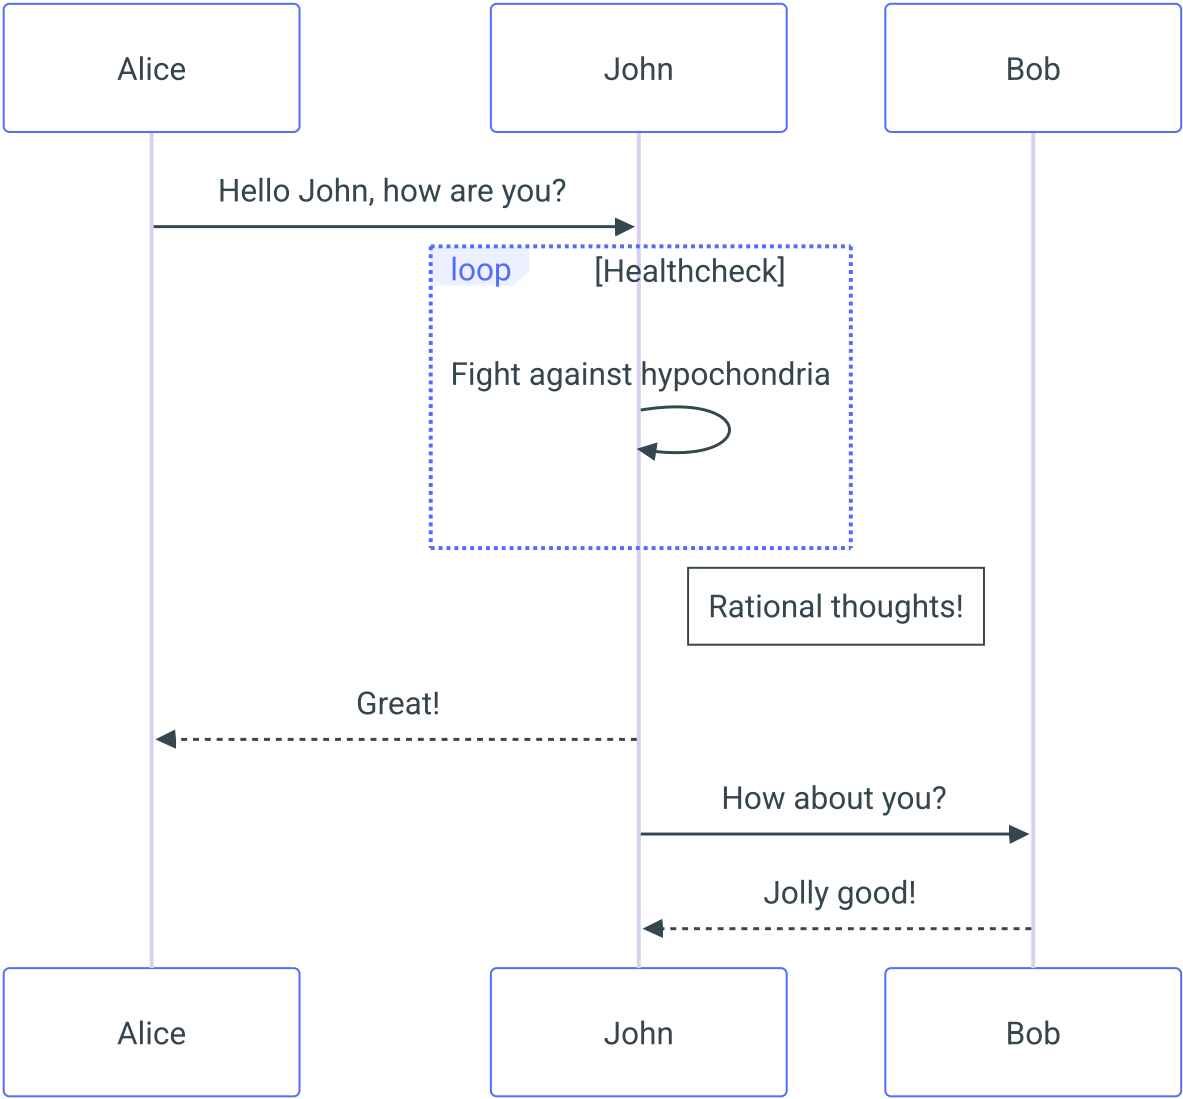 Alice
John
Bob
Hello John, how are you?
loop
[Healthcheck]
Fight against hypochondria
Rational thoughts!
Great!
How about you?
Jolly good!
Alice
John
Bob